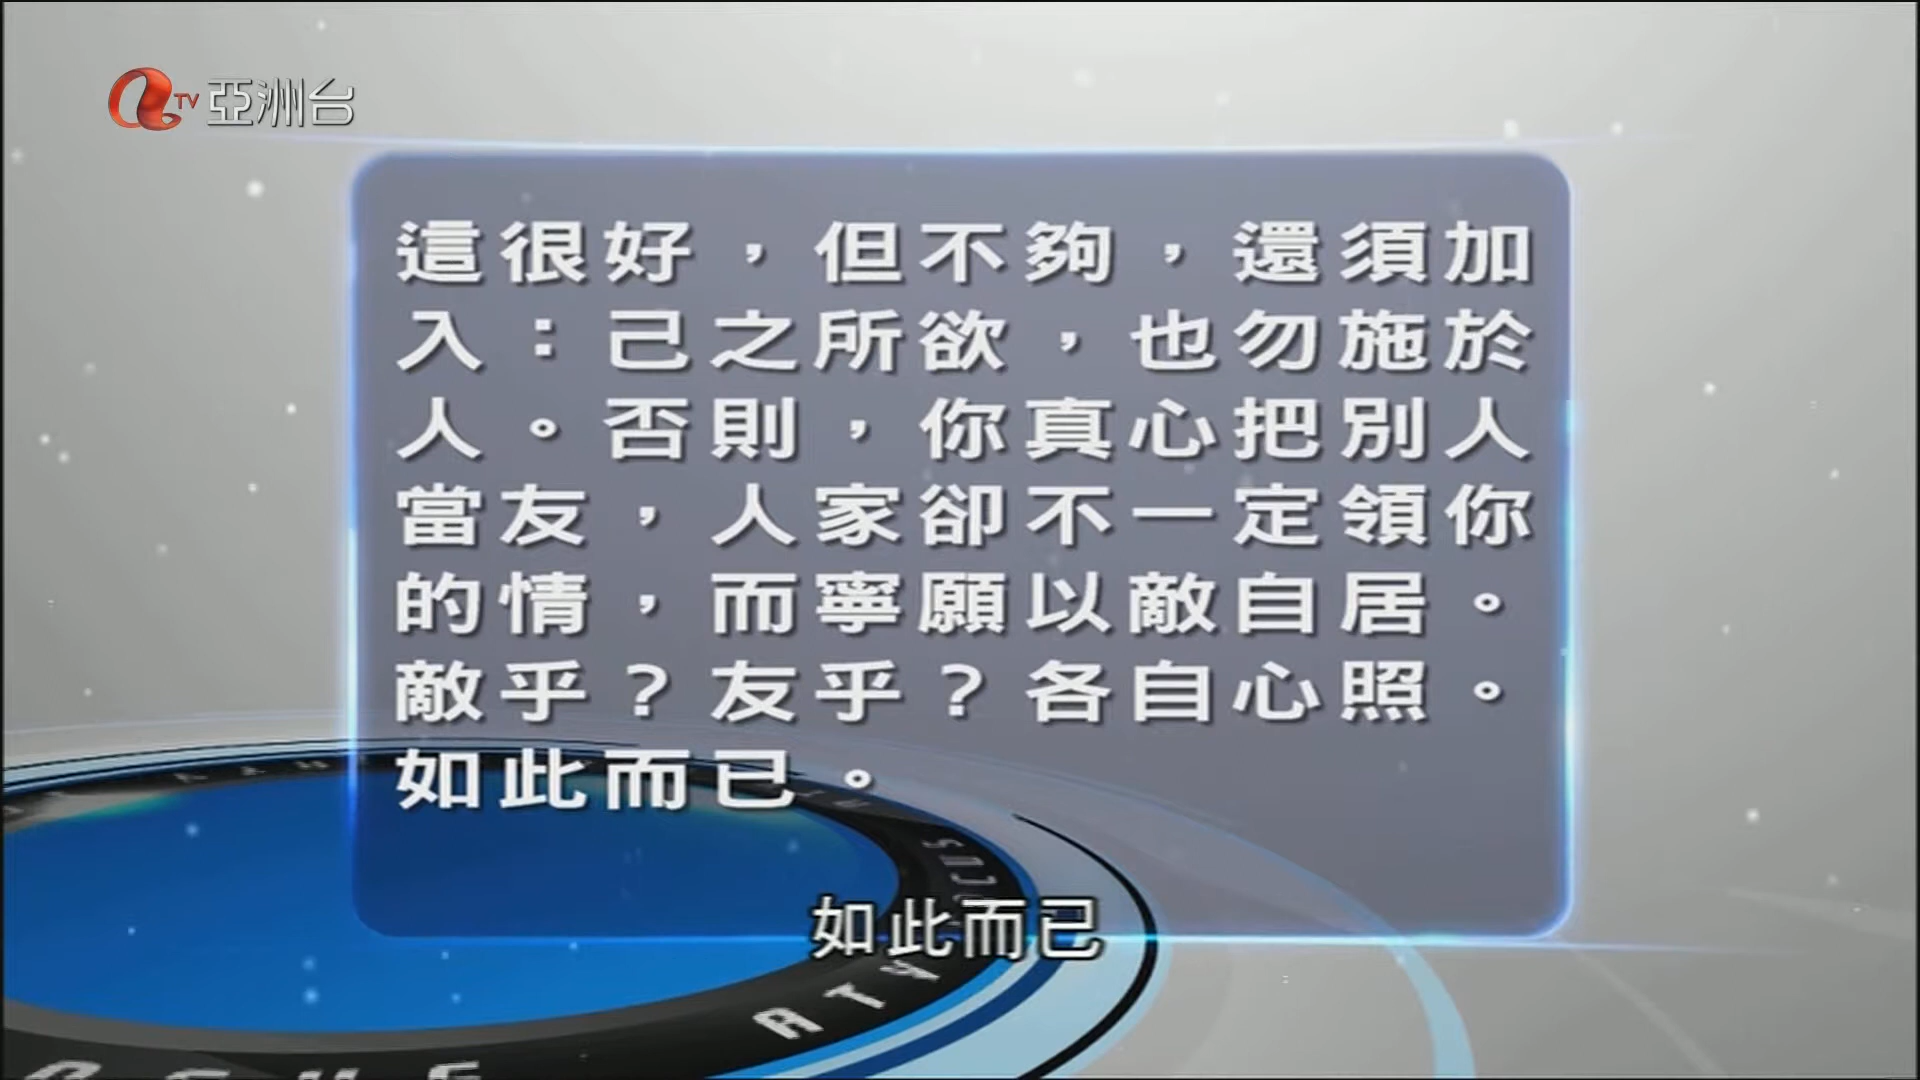 TV 亞洲台
這很好，但不夠，還須加
入：己之所欲，也勿施於
人。否則，你真心把別人
當友，人家卻不一定領你
的情，而寧願以敵自居。
敵乎？友乎？各自心照。
如此而已。
如此而已
ATV